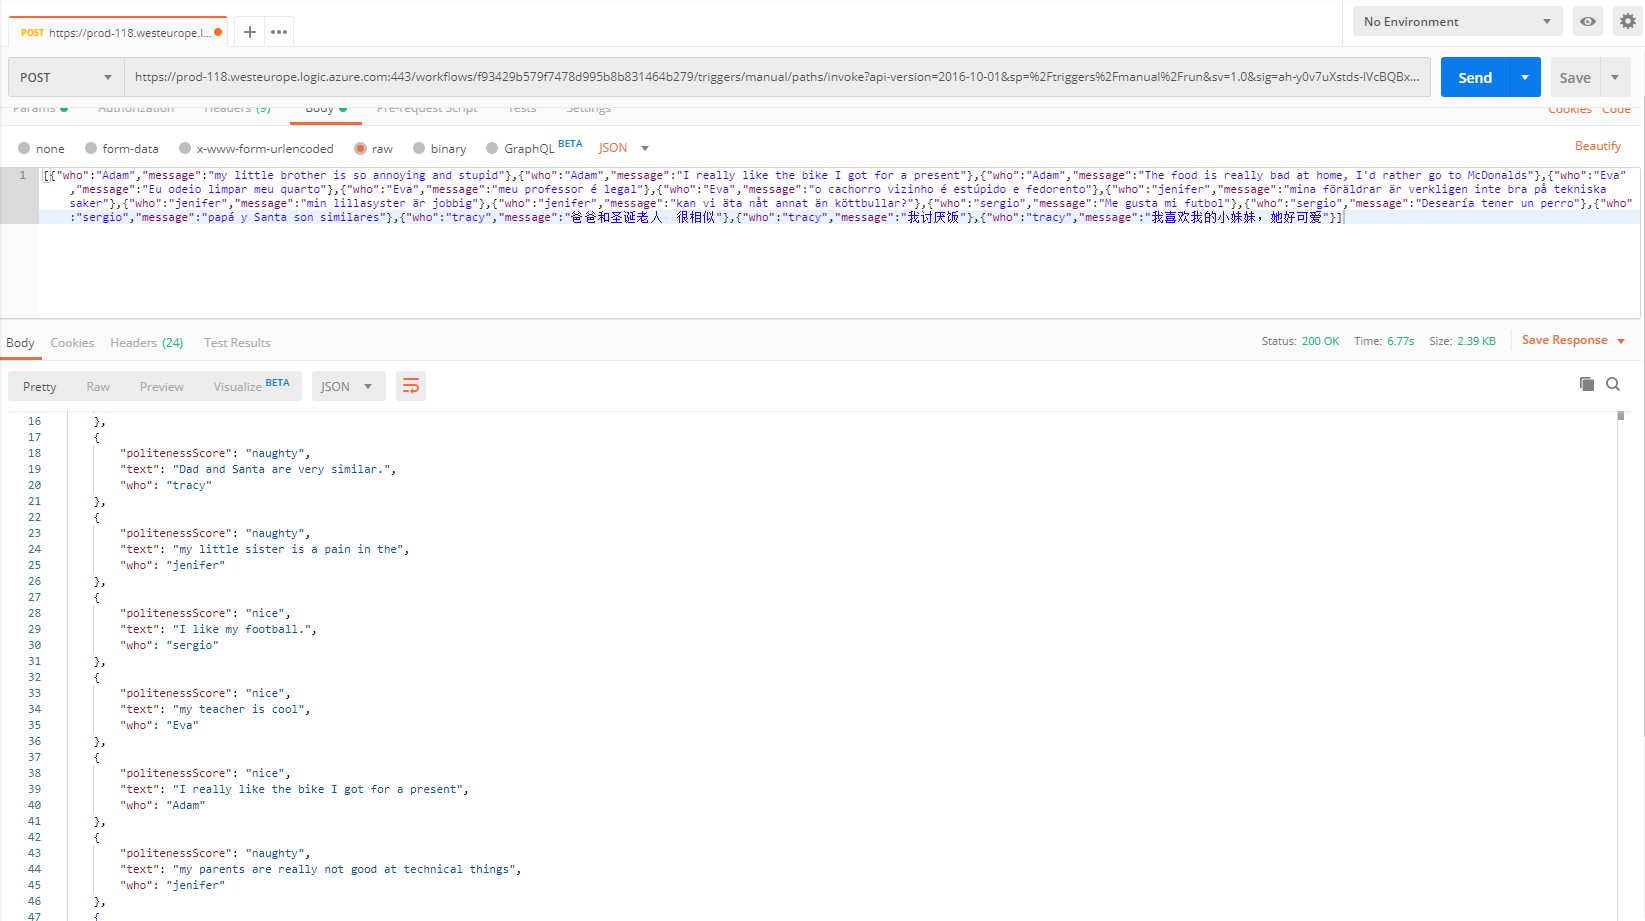 POST https://prod-118.westeurope.l...
No Environment
POST
https://prod-118.westeurope.logic.azure.com:443/workflows/f93429b579f7478d995b8b831464b279/triggers/manual/paths/invoke?api-version=2016-10-01&sp=%2Ftriggers%2Fmanual%2Frun&sv=1.0&sig=ah-y0v7uXstds-lVcBQBx...
Send
Save
Params Authorization Headers (9) Body Pre-request Script Tests Settings Cookies Code
none form-data x-www-form-urlencoded raw binary GraphQL BETA JSON Beautify
1 [{"who":"Adam","message":"my little brother is so annoying and stupid"},{"who":"Adam","message":"I really like the bike I got for a present"},{"who":"Adam","message":"The food is really bad at home, I'd rather go to McDonalds"},{"who":"Eva"
,"message":"Eu odeio limpar meu quarto"},{"who":"Eva","message":"meu professor é legal"},{"who":"Eva","message":"o cachorro vizinho é estúpido e fedorento"},{"who":"jenifer","message":"mina föräldrar är verkligen inte bra på tekniska
saker"},{"who":"jenifer","message":"min lillasyster är jobbig"},{"who":"jenifer","message":"kan vi äta nåt annat än köttbullar?"},{"who":"sergio","message":"Me gusta mi futbol"},{"who":"sergio","message":"Desearía tener un perro"},{"who"
:"sergio","message":"papá y Santa son similares"},{"who":"tracy","message":"爸爸和圣诞老人 很相似"},{"who":"tracy","message":"我讨厌饭"},{"who":"tracy","message":"我喜欢我的小妹妹，她好可爱"}]
Body Cookies Headers (24) Test Results Status: 200 OK Time: 6.77s Size: 2.39 KB Save Response
Pretty Raw Preview Visualize BETA JSON
16 },
17 {
18 "politenessScore": "naughty",
19 "text": "Dad and Santa are very similar.",
20 "who": "tracy"
21 },
22 {
23 "politenessScore": "naughty",
24 "text": "my little sister is a pain in the",
25 "who": "jenifer"
26 },
27 {
28 "politenessScore": "nice",
29 "text": "I like my football.",
30 "who": "sergio"
31 },
32 {
33 "politenessScore": "nice",
34 "text": "my teacher is cool",
35 "who": "Eva"
36 },
37 {
38 "politenessScore": "nice",
39 "text": "I really like the bike I got for a present",
40 "who": "Adam"
41 },
42 {
43 "politenessScore": "naughty",
44 "text": "my parents are really not good at technical things",
45 "who": "jenifer"
46 },
47 {